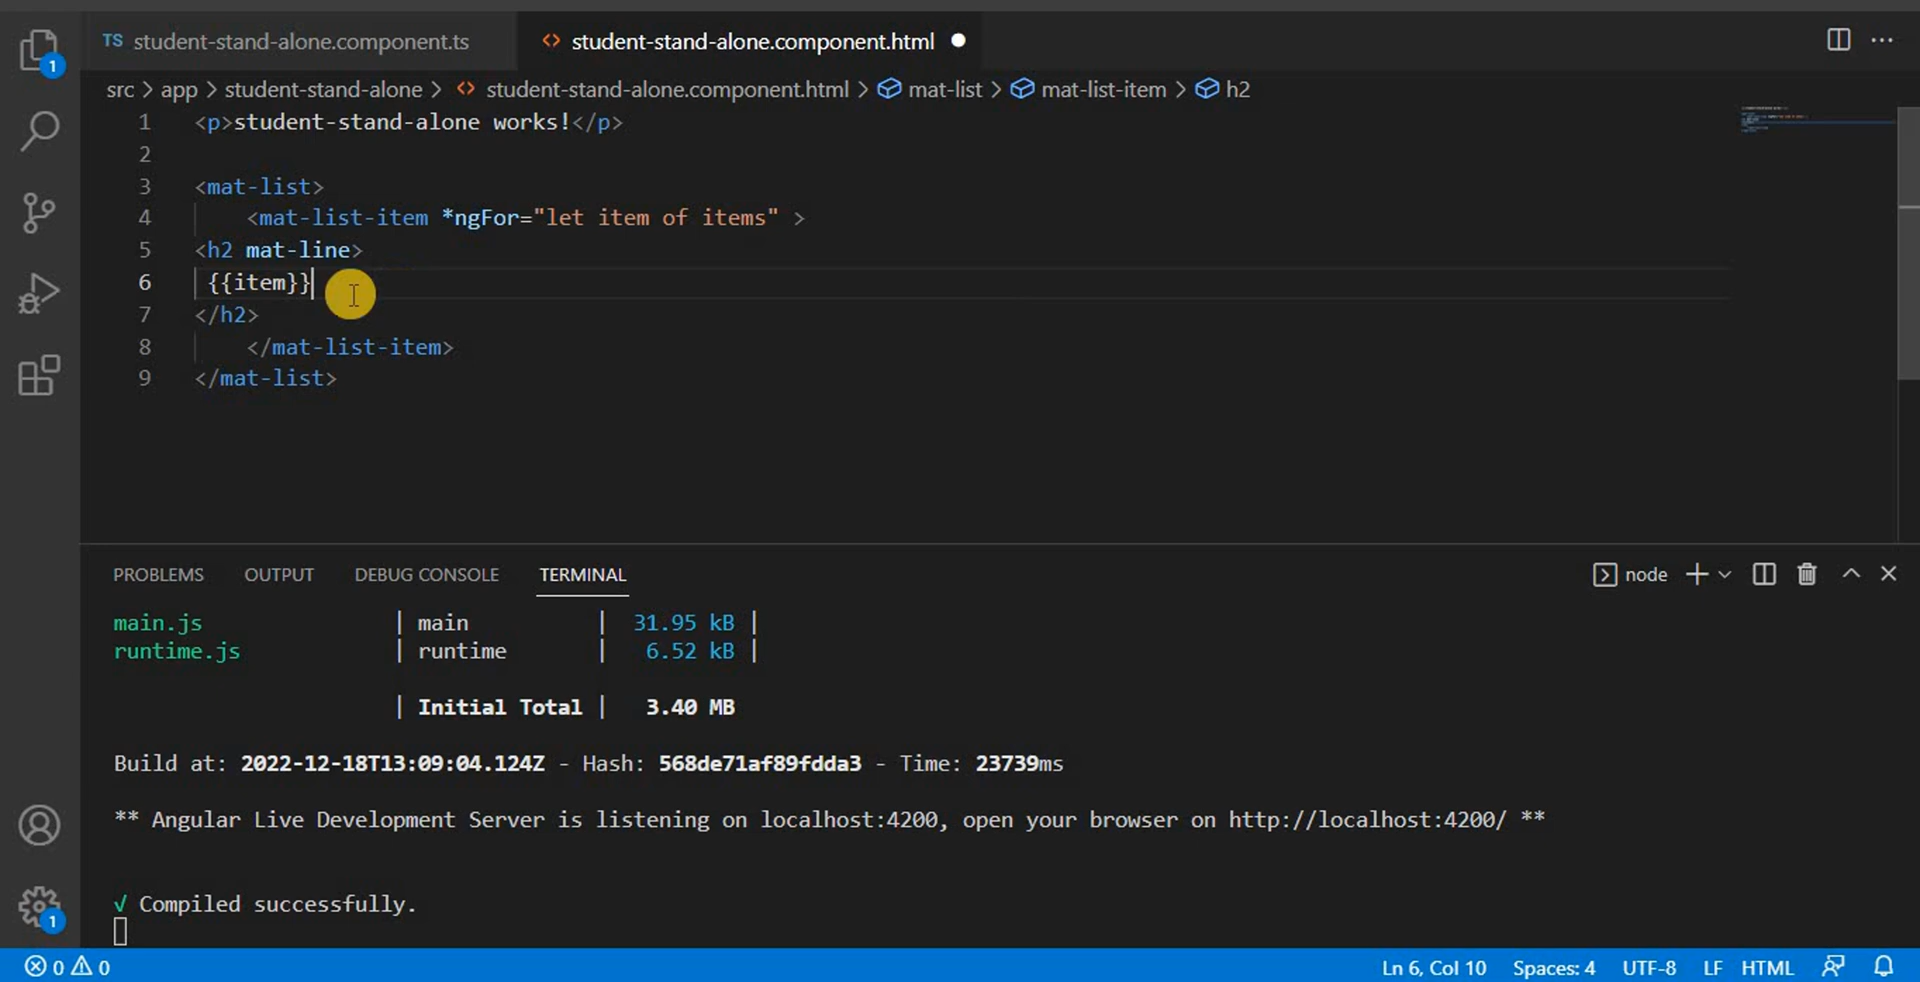 TS student-stand-alone.component.ts <> student-stand-alone.component.html
1
src > app > student-stand-alone > <> student-stand-alone.component.html > mat-list > mat-list-item > h2
1 <p>student-stand-alone works!</p>
2
3 <mat-list>
4 <mat-list-item *ngFor="let item of items" >
5 <h2 mat-line>
6 {{item}}
7 </h2>
8 </mat-list-item>
9 </mat-list>
PROBLEMS OUTPUT DEBUG CONSOLE TERMINAL node
main.js | main | 31.95 kB |
runtime.js | runtime | 6.52 kB |
| Initial Total | 3.40 MB
Build at: 2022-12-18T13:09:04.124Z - Hash: 568de71af89fdda3 - Time: 23739ms
** Angular Live Development Server is listening on localhost:4200, open your browser on http://localhost:4200/ **
√ Compiled successfully.
1
0 0 Ln 6, Col 10 Spaces: 4 UTF-8 LF HTML